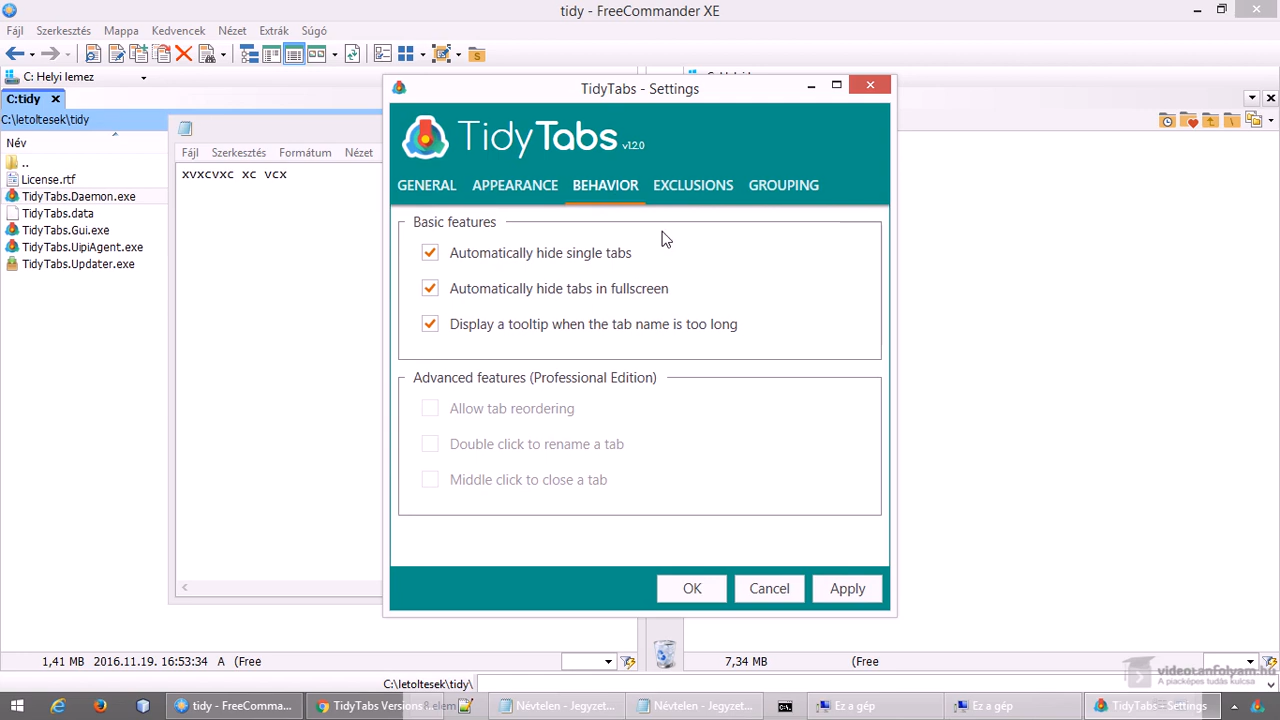 tidy - FreeCommander XE
Fájl Szerkesztés Mappa Kedvencek Nézet Extrák Súgó
C: Helyi lemez
C:tidy
C:\letoltesek\tidy
Név
..
License.rtf
TidyTabs.Daemon.exe
TidyTabs.data
TidyTabs.Gui.exe
TidyTabs.UipiAgent.exe
TidyTabs.Updater.exe
Fájl Szerkesztés Formátum Nézet
xvxcvxc xc vcx
TidyTabs - Settings
TidyTabs v1.2.0
GENERAL APPEARANCE BEHAVIOR EXCLUSIONS GROUPING
Basic features
Automatically hide single tabs
Automatically hide tabs in fullscreen
Display a tooltip when the tab name is too long
Advanced features (Professional Edition)
Allow tab reordering
Double click to rename a tab
Middle click to close a tab
OK Cancel Apply
1,41 MB 2016.11.19. 16:53:34 A (Free
7,34 MB (Free
C:\letoltesek\tidy\
videotanfolyam.hu
A piacképes tudás kulcsa
tidy - FreeComma... TidyTabs Versions elem Névtelen - Jegyzet... Névtelen - Jegyzet... Ez a gép Ez a gép TidyTabs - Settings